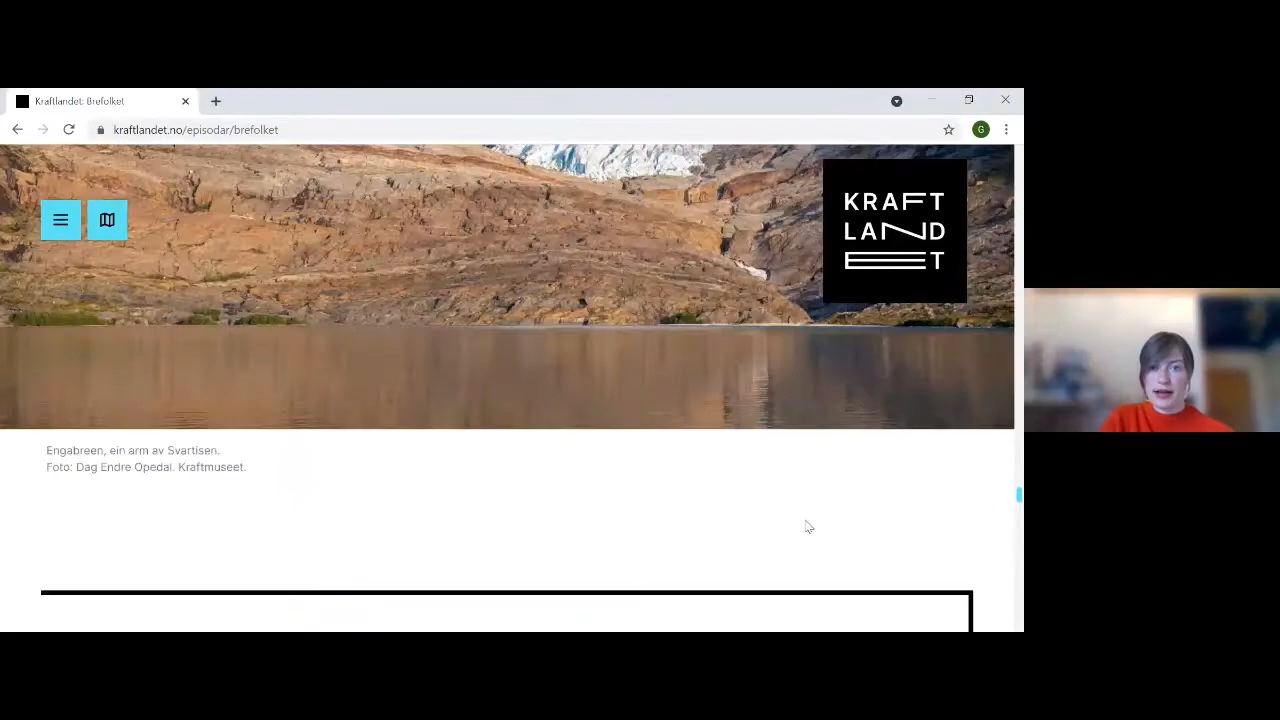 Kraftlandet: Brefolket
kraftlandet.no/episodar/brefolket
G
KRAFT
LAND
ET
Engabreen, ein arm av Svartisen.
Foto: Dag Endre Opedal. Kraftmuseet.